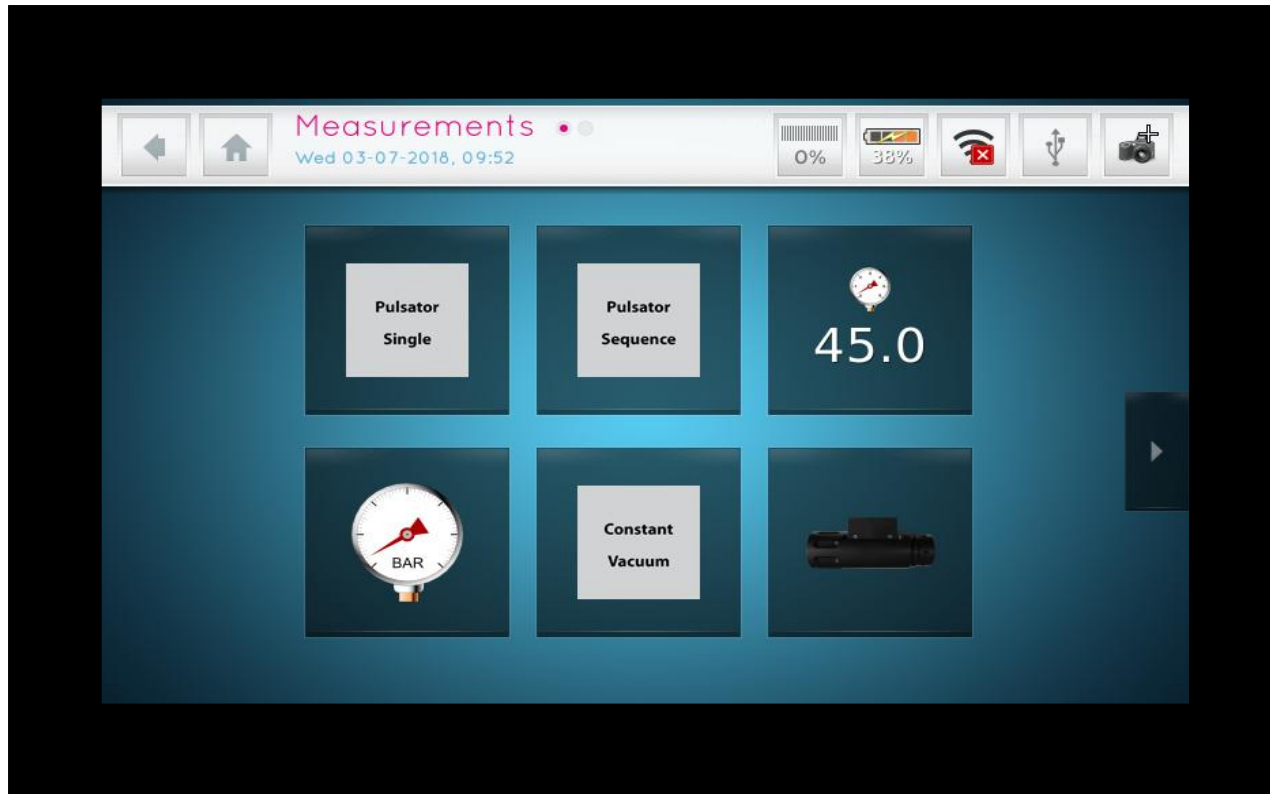 Measurements
Wed 03-07-2018, 09:52
0%
38%
Pulsator
Single
Pulsator
Sequence
45.0
BAR
Constant
Vacuum